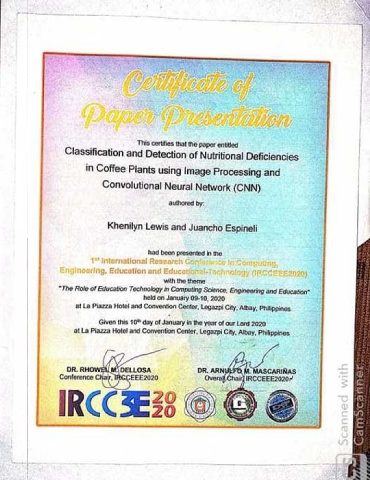 Certificate of
Paper Presentation
This certifies that the paper entitled
Classification and Detection of Nutritional Deficiencies
in Coffee Plants using Image Processing and
Convolutional Neural Network (CNN)
authored by:
Khenilyn Lewis and Juancho Espineli
had been presented in the
1st International Research Conference in Computing,
Engineering, Education and Educational Technology (IRCCEEE2020)
with the theme
"The Role of Education Technology in Computing Science, Engineering and Education"
held on January 09-10, 2020
at La Piazza Hotel and Convention Center, Legazpi City, Albay, Philippines
Given this 10th day of January in the year of our Lord 2020
at La Piazza Hotel and Convention Center, Legazpi City, Albay, Philippines
DR. RHOWEL M. DELLOSA
Conference Chair, IRCCEEE2020
DR. ARNULFO M. MASCARIÑAS
Overall Chair, IRCCEEE2020
IRCC3E 20
20
Scanned with
CamScanner